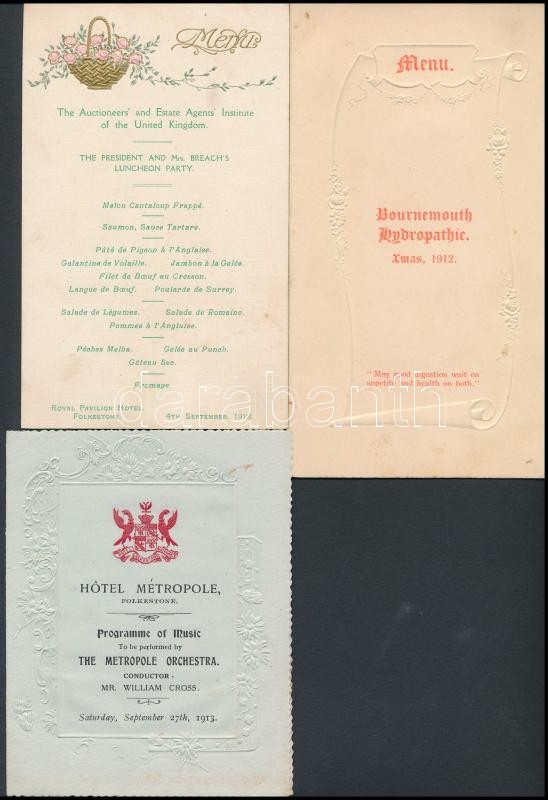 Menu
The Auctioneers' and Estate Agents' Institute
of the United Kingdom.
THE PRESIDENT AND Mrs. BREACH'S
LUNCHEON PARTY.
Melon Cantaloup Frappé.
Saumon, Sauce Tartare.
Pâté de Pigeon à l'Anglaise.
Galantine de Volaille. Jambon à la Gelée.
Filet de Bœuf au Cresson.
Langue de Bœuf. Poularde de Surrey.
Salade de Légumes. Salade de Romaine.
Pommes à l'Anglaise.
Pêches Melba. Gelée au Punch.
Gâteau Sec.
Fromage.
ROYAL PAVILION HOTEL,
FOLKESTONE. 4TH SEPTEMBER, 1912.
Menu.
Bournemouth
Hydropathic.
Xmas, 1912.
"May good digestion wait on
appetite and health on both."
darabanth
HÔTEL MÉTROPOLE,
FOLKESTONE.
Programme of Music
To be performed by
THE METROPOLE ORCHESTRA.
CONDUCTOR:
MR. WILLIAM CROSS.
Saturday, September 27th, 1913.